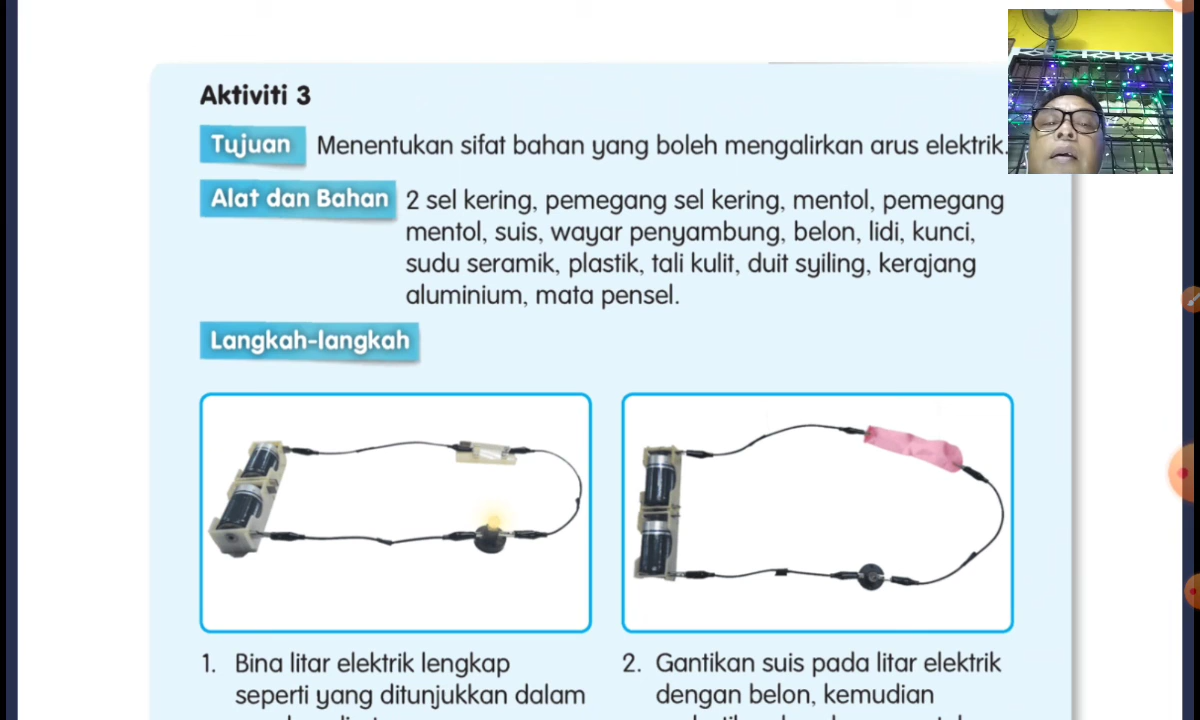 Aktiviti 3
Tujuan Menentukan sifat bahan yang boleh mengalirkan arus elektrik.
Alat dan Bahan 2 sel kering, pemegang sel kering, mentol, pemegang
mentol, suis, wayar penyambung, belon, lidi, kunci,
sudu seramik, plastik, tali kulit, duit syiling, kerajang
aluminium, mata pensel.
Langkah-langkah
1. Bina litar elektrik lengkap
seperti yang ditunjukkan dalam
2. Gantikan suis pada litar elektrik
dengan belon, kemudian